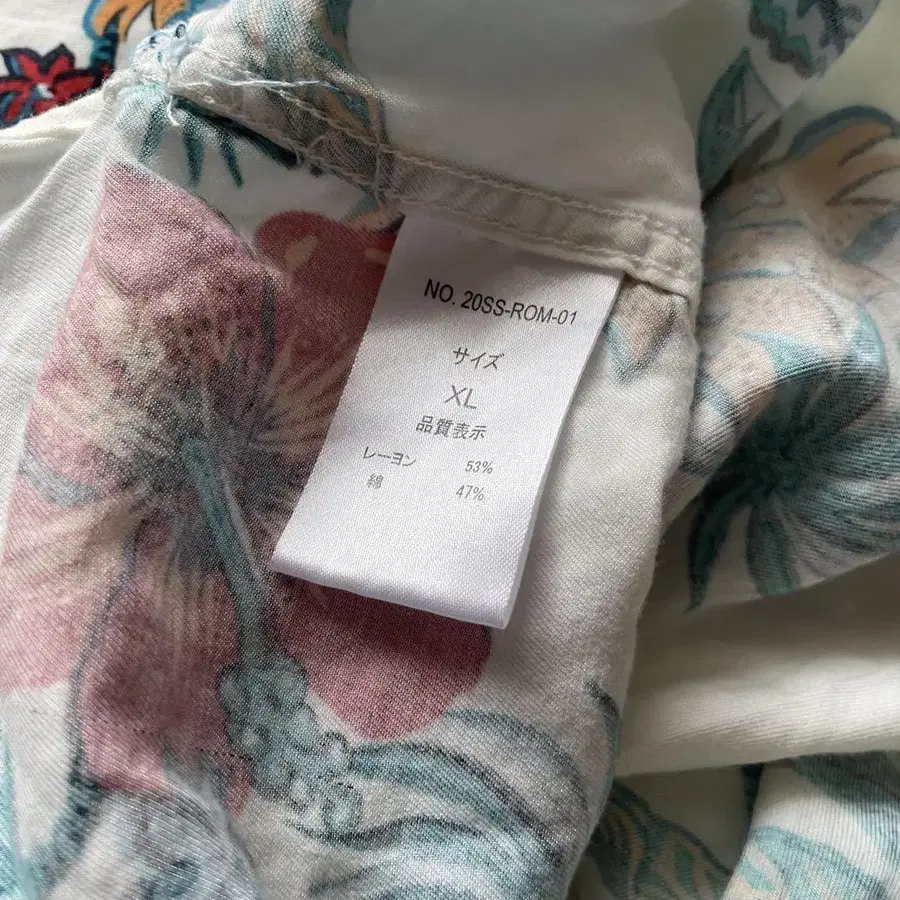 NO. 20SS-ROM-01
サイズ
XL
品質表示
レーヨン 53%
綿 47%